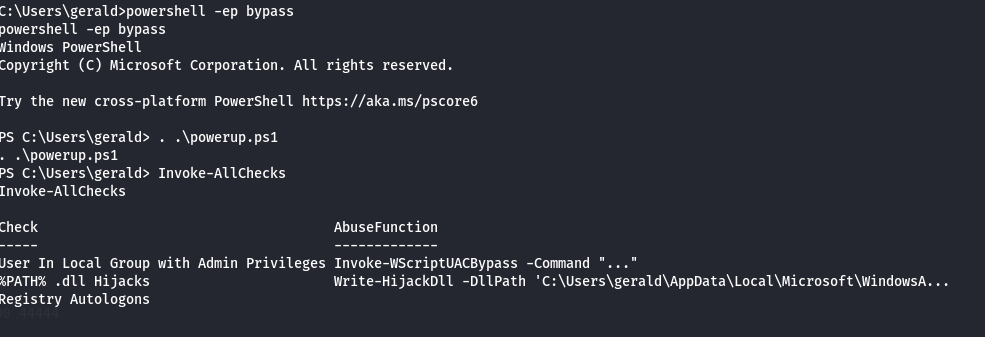 C:\Users\gerald>powershell -ep bypass
powershell -ep bypass
Windows PowerShell
Copyright (C) Microsoft Corporation. All rights reserved.
Try the new cross-platform PowerShell https://aka.ms/pscore6
PS C:\Users\gerald> . .\powerup.ps1
. .\powerup.ps1
PS C:\Users\gerald> Invoke-AllChecks
Invoke-AllChecks
Check AbuseFunction
----- -------------
User In Local Group with Admin Privileges Invoke-WScriptUACBypass -Command "..."
%PATH% .dll Hijacks Write-HijackDll -DllPath 'C:\Users\gerald\AppData\Local\Microsoft\WindowsA...
Registry Autologons
44444